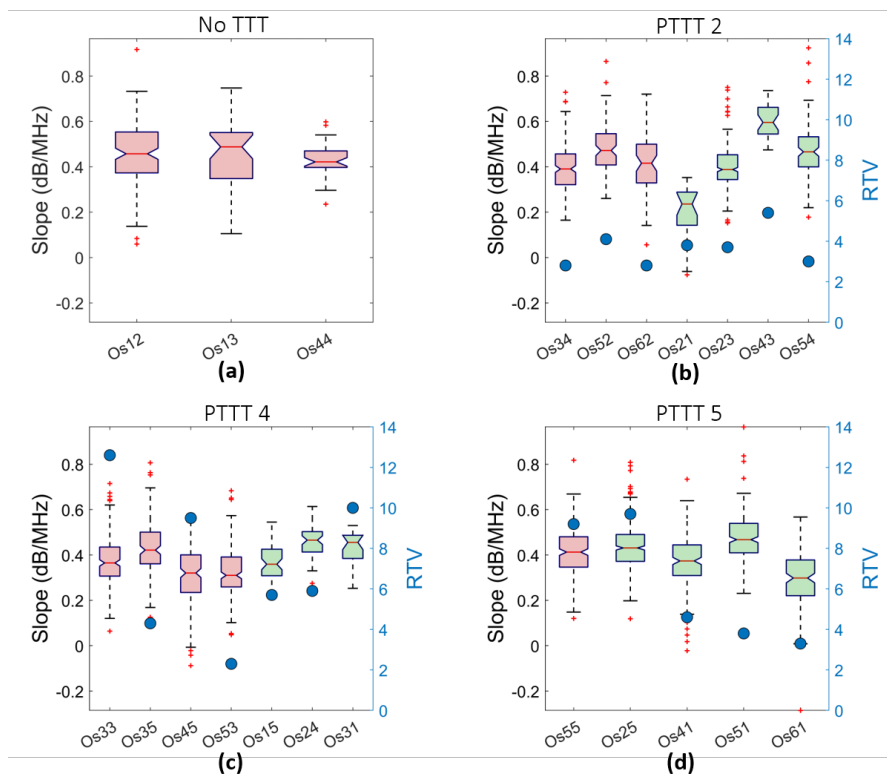 No TTT
Slope (dB/MHz)
0.8
0.6
0.4
0.2
0
-0.2
Os12
Os13
Os44
(a)
PTTT 2
Slope (dB/MHz)
0.8
0.6
0.4
0.2
0
-0.2
14
12
10
8
6
4
2
0
RTV
Os34
Os52
Os62
Os21
Os23
Os43
Os54
(b)
PTTT 4
Slope (dB/MHz)
0.8
0.6
0.4
0.2
0
-0.2
14
12
10
8
6
4
2
0
RTV
Os33
Os35
Os45
Os53
Os15
Os24
Os31
(c)
PTTT 5
Slope (dB/MHz)
0.8
0.6
0.4
0.2
0
-0.2
14
12
10
8
6
4
2
0
RTV
Os55
Os25
Os41
Os51
Os61
(d)